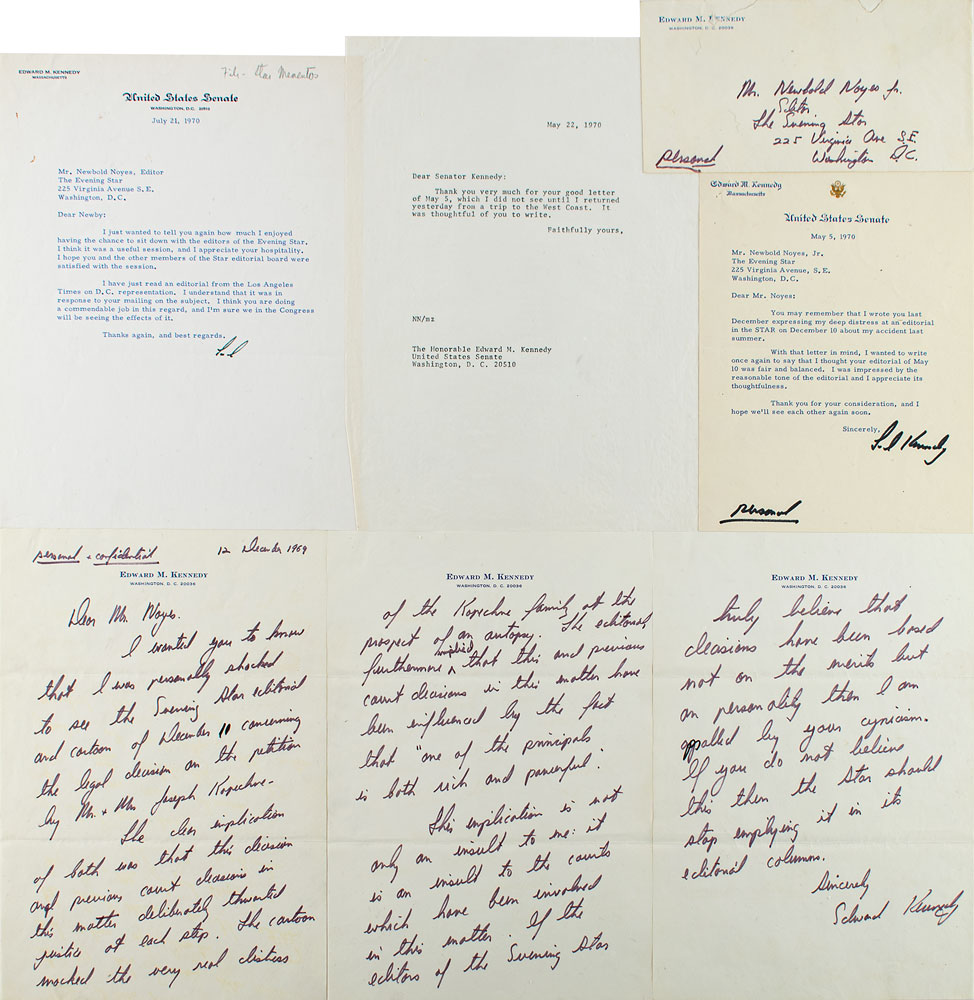 EDWARD M. KENNEDY
MASSACHUSETTS
File - Star Mementos
United States Senate
WASHINGTON, D.C. 20510
July 21, 1970
Mr. Newbold Noyes, Editor
The Evening Star
225 Virginia Avenue S.E.
Washington, D.C.
Dear Newby:
I just wanted to tell you again how much I enjoyed
having the chance to sit down with the editors of the Evening Star.
I think it was a useful session, and I appreciate your hospitality.
I hope you and the other members of the Star editorial board were
satisfied with the session.
I have just read an editorial from the Los Angeles
Times on D.C. representation. I understand that it was in
response to your mailing on the subject. I think you are doing
a commendable job in this regard, and I'm sure we in the Congress
will be seeing the effects of it.
Thanks again, and best regards.
Ted
May 22, 1970
Dear Senator Kennedy:
Thank you very much for your good letter
of May 5, which I did not see until I returned
yesterday from a trip to the West Coast. It
was thoughtful of you to write.
Faithfully yours,
NN/mz
The Honorable Edward M. Kennedy
United States Senate
Washington, D. C. 20510
EDWARD M. KENNEDY
WASHINGTON, D. C. 20036
Mr. Newbold Noyes Jr.
Editor
The Evening Star
225 Virginia Ave S.E.
Washington D.C.
personal
Edward M. Kennedy
Massachusetts
United States Senate
May 5, 1970
Mr. Newbold Noyes, Jr.
The Evening Star
225 Virginia Avenue, S.E.
Washington, D.C.
Dear Mr. Noyes:
You may remember that I wrote you last
December expressing my deep distress at an editorial
in the STAR on December 10 about my accident last
summer.
With that letter in mind, I wanted to write
once again to say that I thought your editorial of May
10 was fair and balanced. I was impressed by the
reasonable tone of the editorial and I appreciate its
thoughtfulness.
Thank you for your consideration, and I
hope we'll see each other again soon.
Sincerely,
Ted Kennedy
personal
personal + confidential
12 December 1969
EDWARD M. KENNEDY
WASHINGTON, D. C. 20036
Dear Mr. Noyes.
I wanted you to know
that I was personally shocked
to see the Evening Star editorial
and cartoon of December 10 concerning
the legal decision on the petition
by Mr. + Mrs Joseph Kopechne-
The clear implication
of both was that this decision
and previous court decisions in
this matter deliberately thwarted
justice at each step. The cartoon
mocked the very real distress
EDWARD M. KENNEDY
WASHINGTON, D. C. 20036
of the Kopechne family at the
prospect of an autopsy. The editorial
furthermore implied that this and previous
court decisions in this matter have
been influenced by the fact
that "one of the principals
is both rich and powerful."
This implication is not
only an insult to me: it
is an insult to the courts
which have been involved
in this matter. If the
editors of the Evening Star
EDWARD M. KENNEDY
WASHINGTON, D. C. 20036
truly believe that
decisions have been based
not on the merits but
on personality then I am
appalled by your cynicism.
If you do not believe
this then the Star should
stop implying it in its
editorial columns.
Sincerely
Edward Kennedy